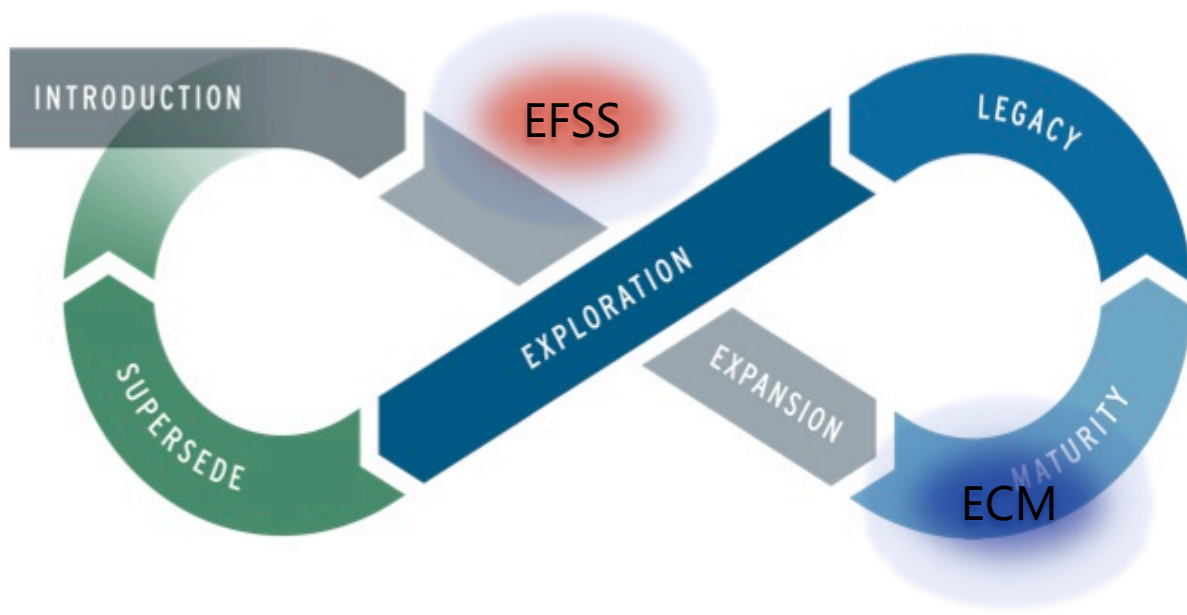 INTRODUCTION
EFSS
LEGACY
EXPLORATION
EXPANSION
SUPERSEDE
MATURITY
ECM